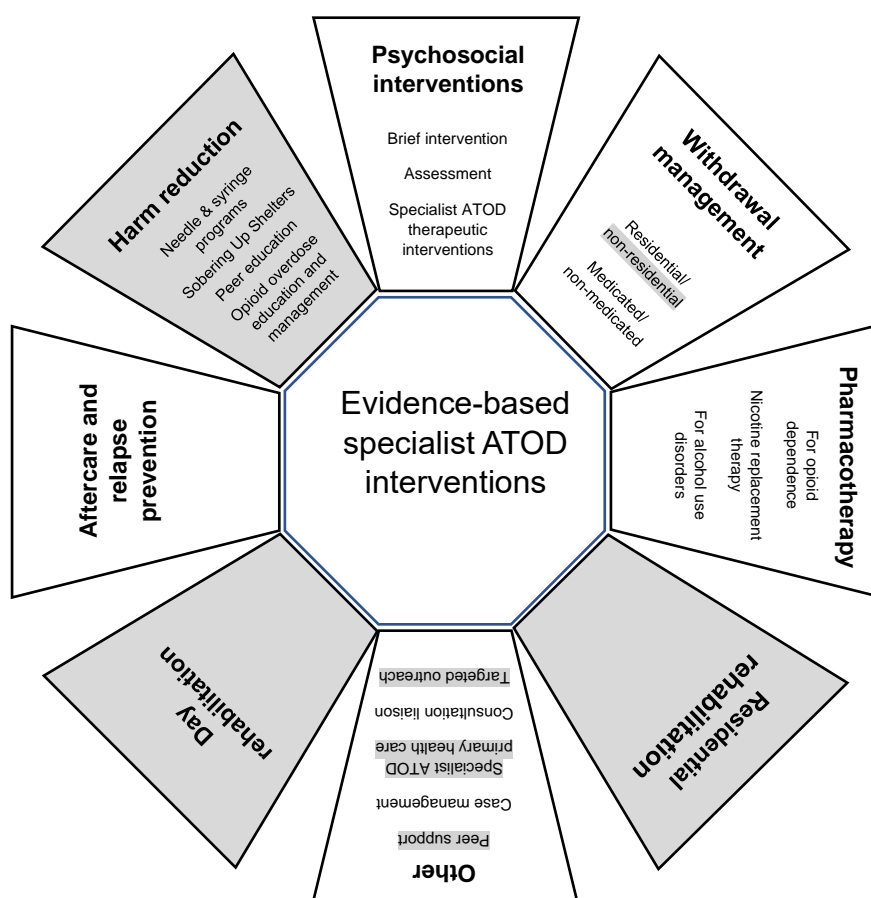 Psychosocial
interventions
Brief intervention
Assessment
Specialist ATOD
therapeutic
interventions
Withdrawal
management
Residential/
non-residential
Medicated/
non-medicated
Pharmacotherapy
For opioid
dependence
Nicotine replacement
therapy
For alcohol use
disorders
Residential
rehabilitation
Other
Peer support
Case management
Specialist ATOD
primary health care
Consultation liaison
Targeted outreach
Day
rehabilitation
Aftercare and
relapse
prevention
Harm reduction
Needle & syringe
programs
Sobering Up Shelters
Peer education
Opioid overdose
education and
management
Evidence-based
specialist ATOD
interventions